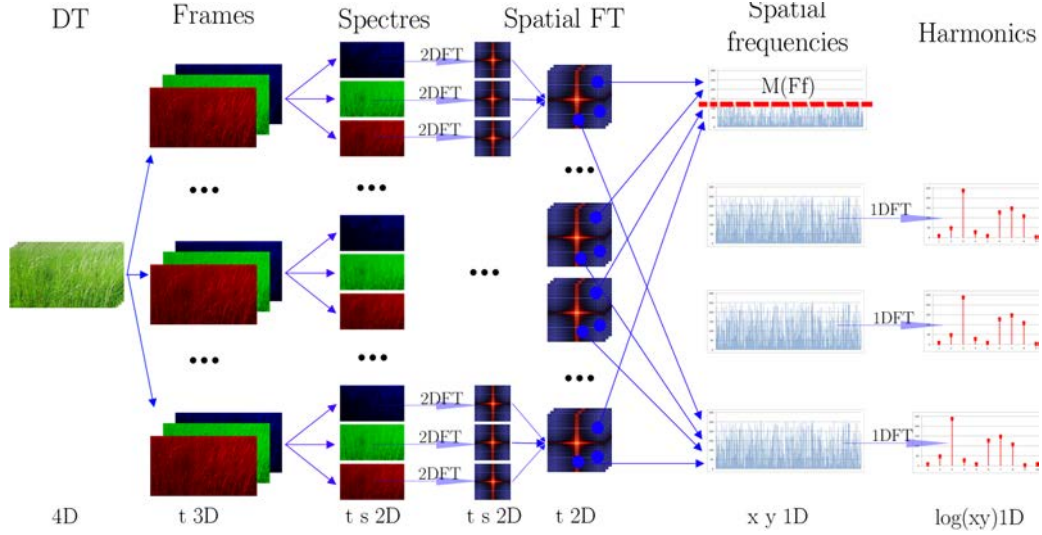 DT
Frames
Spectres
Spatial FT
Spatial
frequencies
Harmonics
2DFT
2DFT
2DFT
M(Ff)
1DFT
1DFT
2DFT
2DFT
2DFT
1DFT
4D
t 3D
t s 2D
t s 2D
t 2D
x y 1D
log(xy)1D